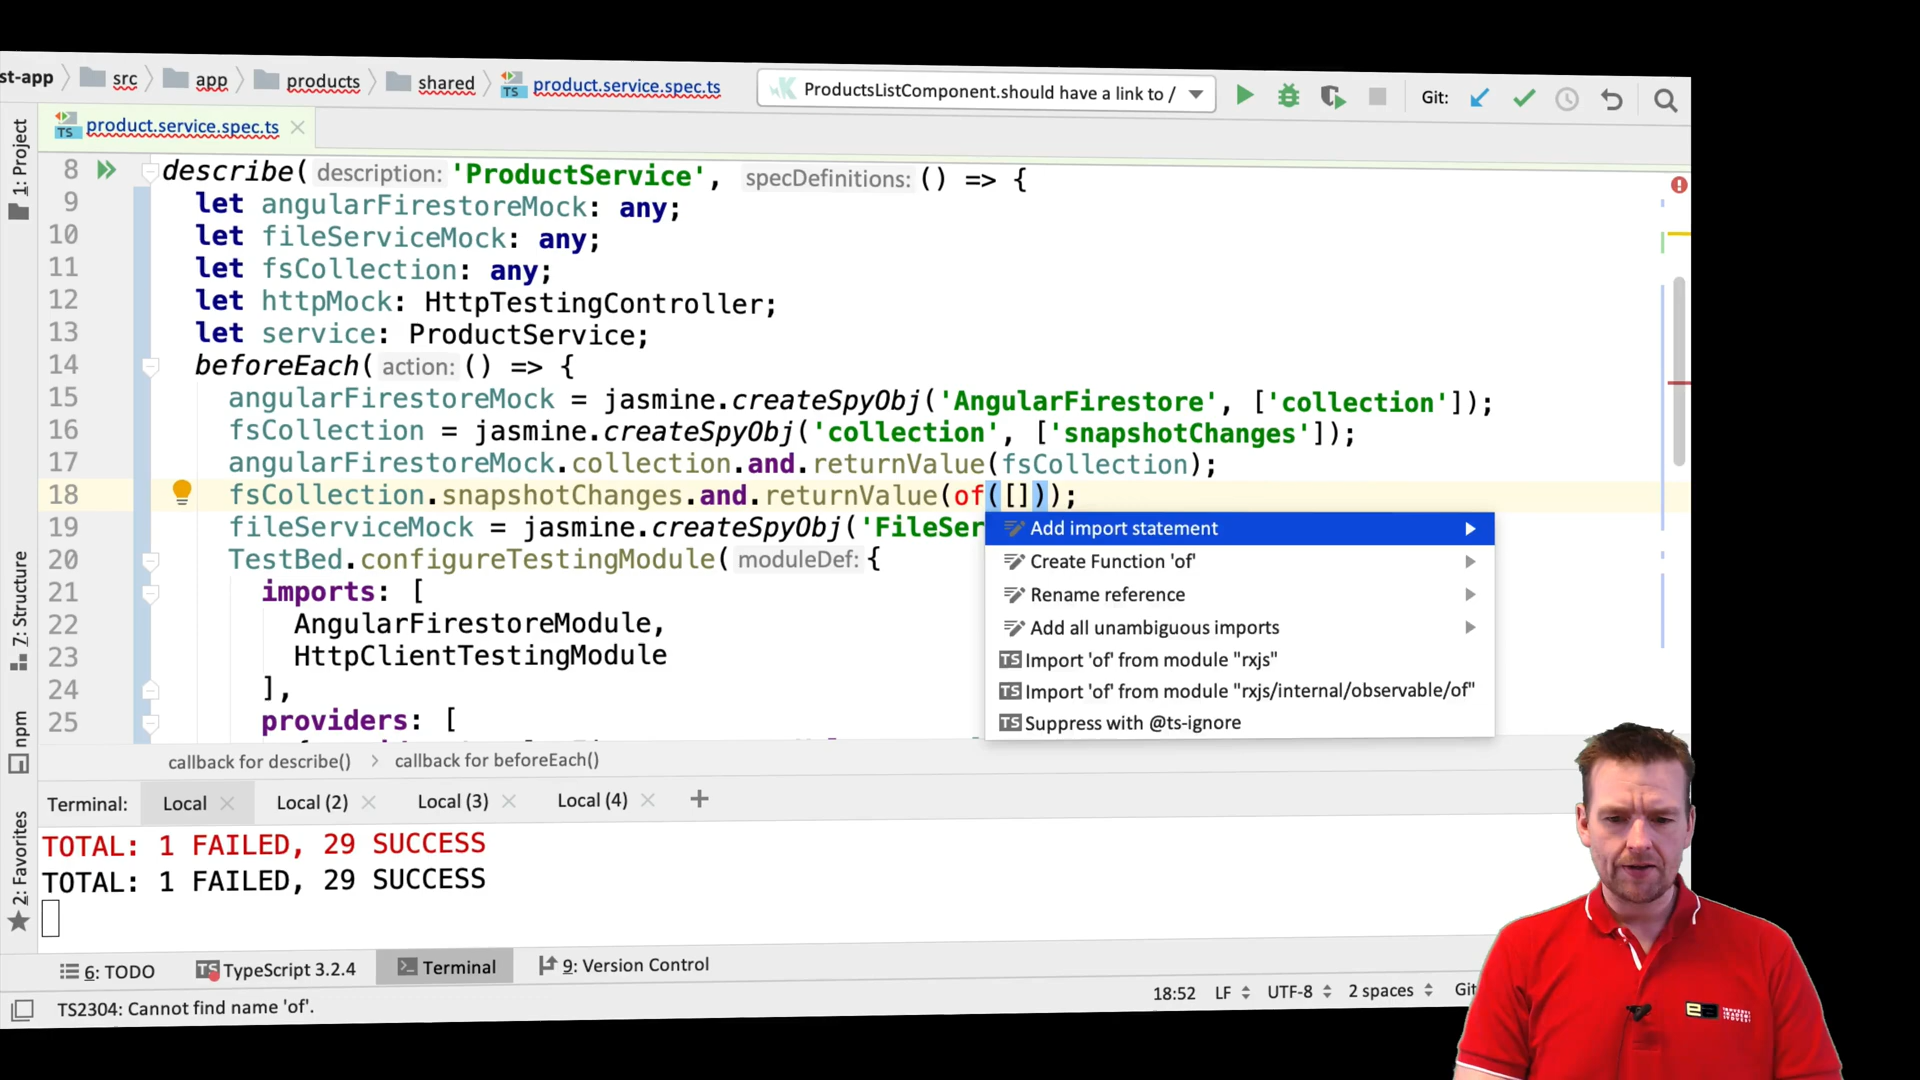 st-app src app products shared product.service.spec.ts ProductsListComponent.should have a link to / Git:
product.service.spec.ts
1: Project
7: Structure
npm
2: Favorites
8 describe( description: 'ProductService', specDefinitions: () => {
9 let angularFirestoreMock: any;
10 let fileServiceMock: any;
11 let fsCollection: any;
12 let httpMock: HttpTestingController;
13 let service: ProductService;
14 beforeEach( action: () => {
15 angularFirestoreMock = jasmine.createSpyObj('AngularFirestore', ['collection']);
16 fsCollection = jasmine.createSpyObj('collection', ['snapshotChanges']);
17 angularFirestoreMock.collection.and.returnValue(fsCollection);
18 fsCollection.snapshotChanges.and.returnValue(of([]));
19 fileServiceMock = jasmine.createSpyObj('FileSer
20 TestBed.configureTestingModule( moduleDef: {
21 imports: [
22 AngularFirestoreModule,
23 HttpClientTestingModule
24 ],
25 providers: [
Add import statement
Create Function 'of'
Rename reference
Add all unambiguous imports
TS Import 'of' from module "rxjs"
TS Import 'of' from module "rxjs/internal/observable/of"
TS Suppress with @ts-ignore
callback for describe() > callback for beforeEach()
Terminal: Local Local (2) Local (3) Local (4) +
TOTAL: 1 FAILED, 29 SUCCESS
TOTAL: 1 FAILED, 29 SUCCESS
6: TODO TypeScript 3.2.4 Terminal 9: Version Control
TS2304: Cannot find name 'of'. 18:52 LF UTF-8 2 spaces Git